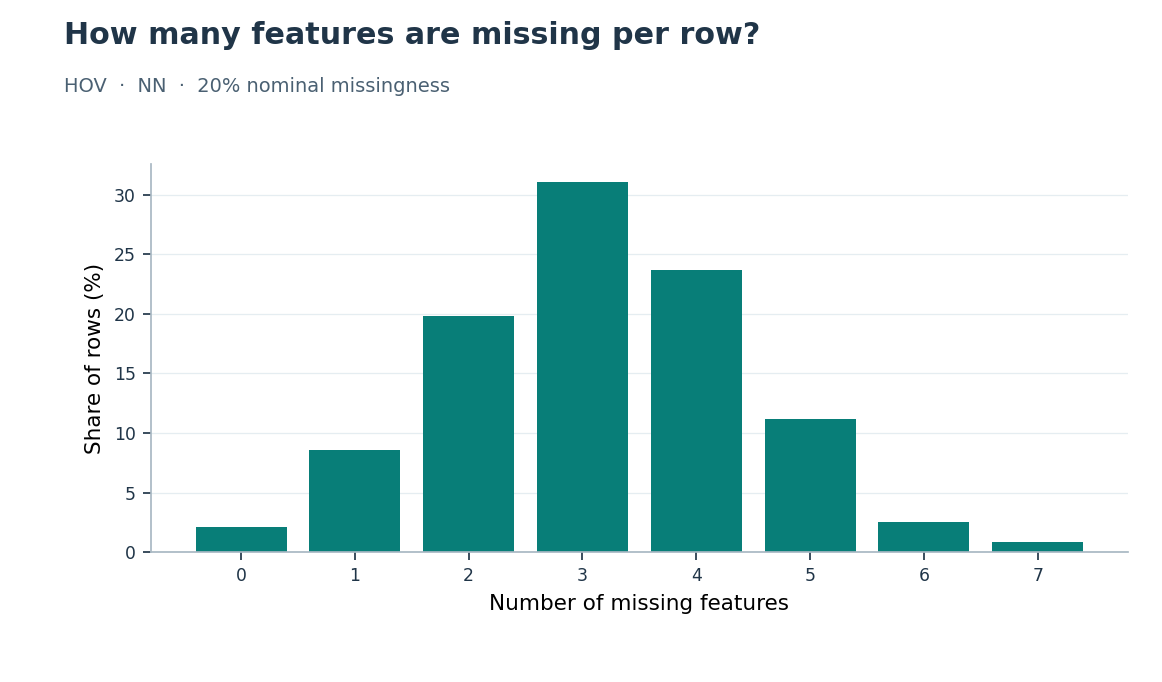 How many features are missing per row?
HOV · NN · 20% nominal missingness
Share of rows (%)
30
25
20
15
10
5
0
0 1 2 3 4 5 6 7
Number of missing features